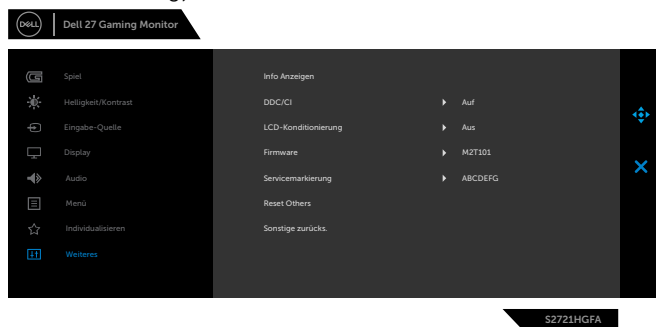 DELL Dell 27 Gaming Monitor
Spiel Info Anzeigen
Helligkeit/Kontrast DDC/CI Auf
Eingabe-Quelle LCD-Konditionierung Aus
Display Firmware M2T101
Audio Servicemarkierung ABCDEFG
Menü Reset Others
Individualisieren Sonstige zurücks.
Weiteres
S2721HGFA